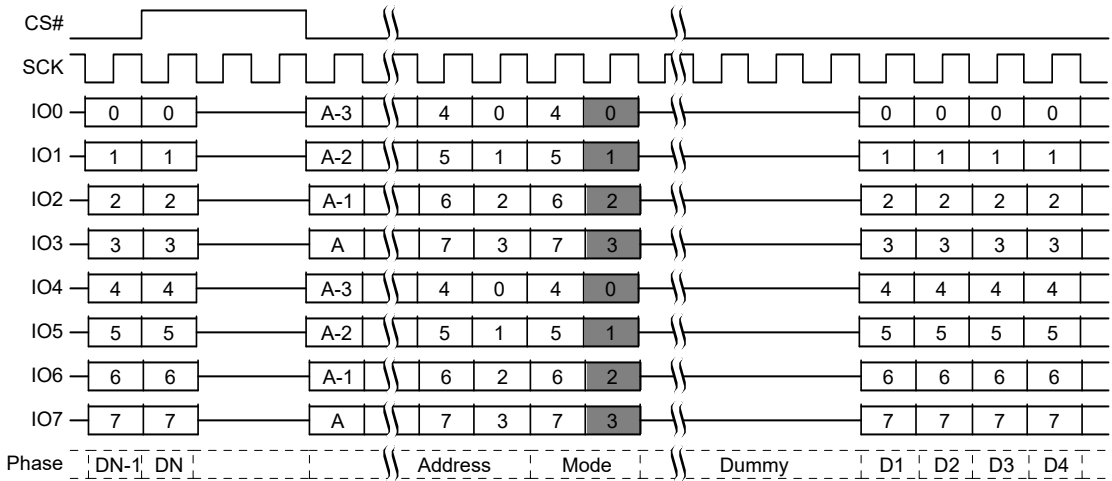 CS#
SCK
IO0 0 0 A-3 4 0 4 0 0 0 0 0
IO1 1 1 A-2 5 1 5 1 1 1 1 1
IO2 2 2 A-1 6 2 6 2 2 2 2 2
IO3 3 3 A 7 3 7 3 3 3 3 3
IO4 4 4 A-3 4 0 4 0 4 4 4 4
IO5 5 5 A-2 5 1 5 1 5 5 5 5
IO6 6 6 A-1 6 2 6 2 6 6 6 6
IO7 7 7 A 7 3 7 3 7 7 7 7
Phase DN-1 DN Address Mode Dummy D1 D2 D3 D4